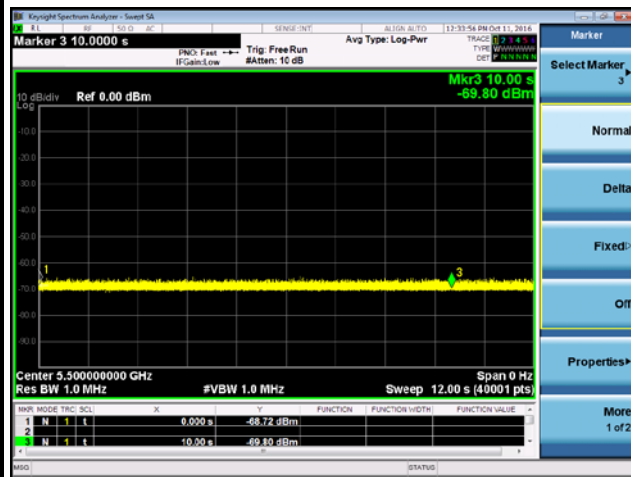 Keysight Spectrum Analyzer - Swept SA
RL RF 50 Ω AC SENSE:INT ALIGN AUTO 12:33:56 PM Oct 11, 2016
Marker 3 10.0000 s
PNO: Fast
IFGain:Low
Trig: Free Run
#Atten: 10 dB
Avg Type: Log-Pwr
TRACE 1 2 3 4 5 6
TYPE
DET P N N N N N
Mkr3 10.00 s
-69.80 dBm
10 dB/div Ref 0.00 dBm
Log
-10.0
-20.0
-30.0
-40.0
-50.0
-60.0
-70.0
-80.0
-90.0
1
3
Center 5.500000000 GHz Span 0 Hz
Res BW 1.0 MHz #VBW 1.0 MHz Sweep 12.00 s (40001 pts)
MKR MODE TRC SCL X Y FUNCTION FUNCTION WIDTH FUNCTION VALUE
1 N 1 t 0.000 s -68.72 dBm
2
3 N 1 t 10.00 s -69.80 dBm
MSG STATUS
Marker
Select Marker
3
Normal
Delta
Fixed
Off
Properties
More
1 of 2